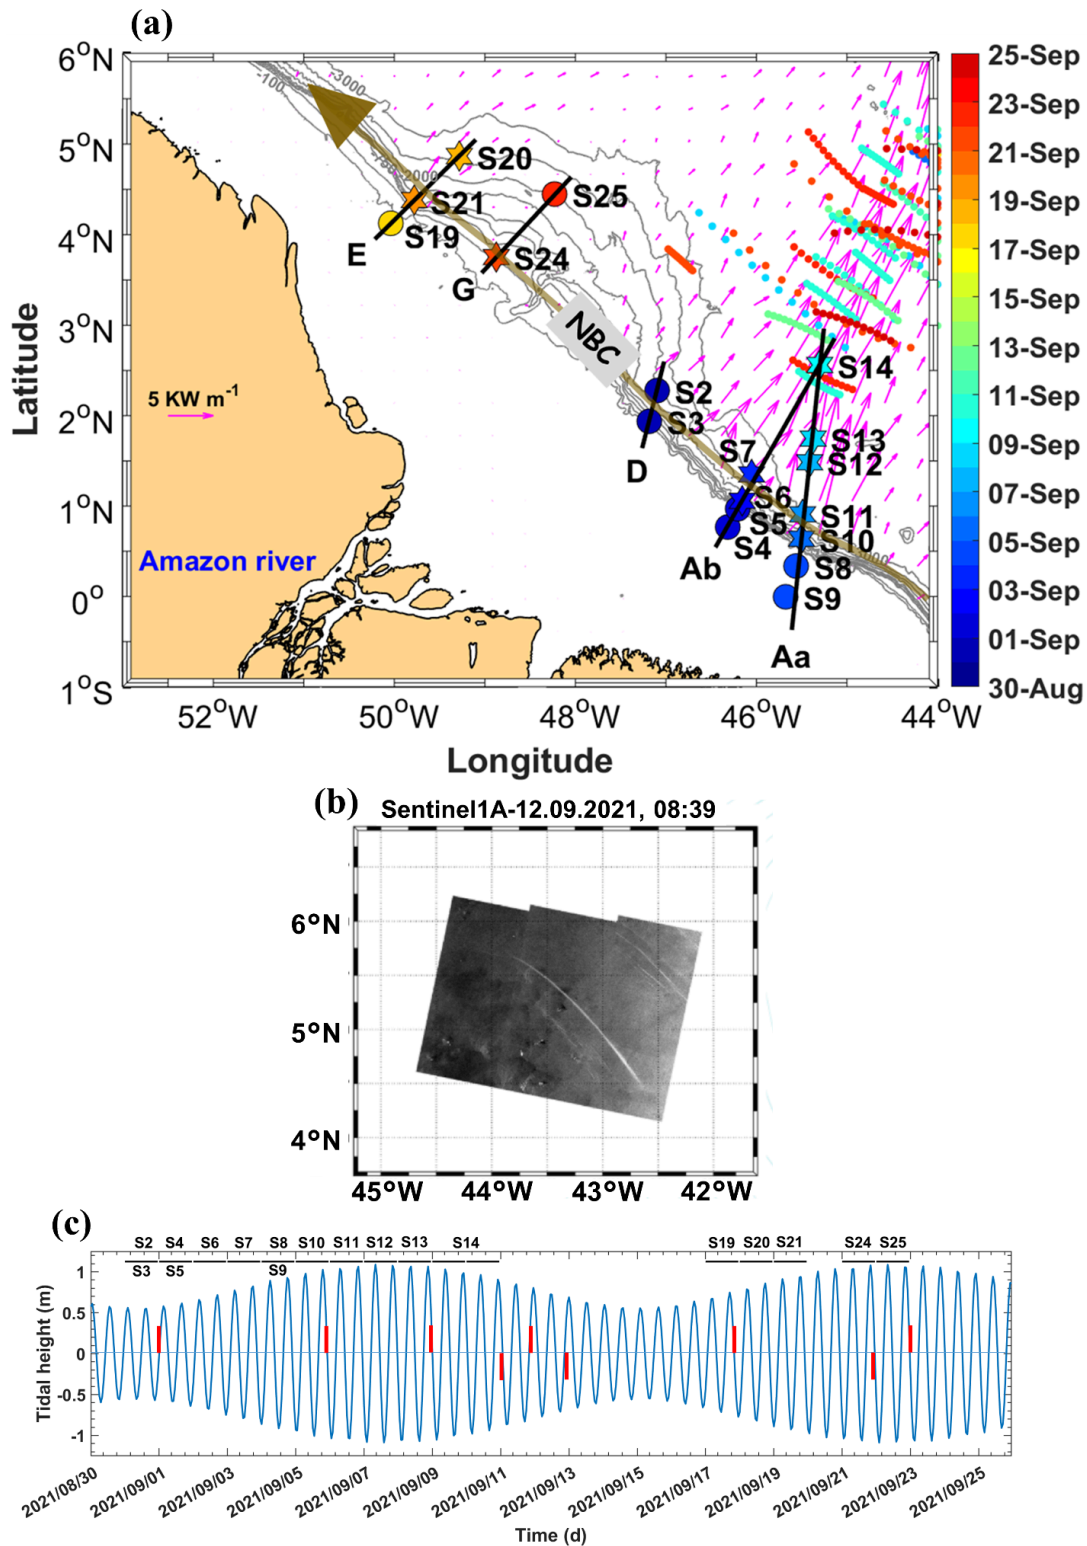 (a)
6°N
5°N
4°N
3°N
2°N
1°N
0°
1°S
Latitude
52°W
50°W
48°W
46°W
44°W
Longitude
-100
-3000
-2000
S20
S21
S19
E
S25
S24
G
NBC
5 KW m⁻¹
S2
S3
D
S14
S13
S12
S7
S6
S5
S4
Ab
S11
S10
S8
S9
Aa
Amazon river
25-Sep
23-Sep
21-Sep
19-Sep
17-Sep
15-Sep
13-Sep
11-Sep
09-Sep
07-Sep
05-Sep
03-Sep
01-Sep
30-Aug
(b)
Sentinel1A-12.09.2021, 08:39
6°N
5°N
4°N
45°W
44°W
43°W
42°W
(c)
S2 S4 S6 S7 S8 S10 S11 S12 S13 S14 S19 S20 S21 S24 S25
S3 S5 S9
1
0.5
0
-0.5
-1
Tidal height (m)
2021/08/30
2021/09/01
2021/09/03
2021/09/05
2021/09/07
2021/09/09
2021/09/11
2021/09/13
2021/09/15
2021/09/17
2021/09/19
2021/09/21
2021/09/23
2021/09/25
Time (d)